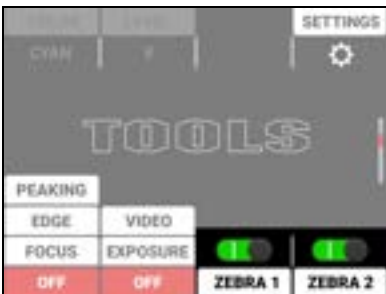 SETTINGS
CYAN
TOOLS
PEAKING
EDGE VIDEO
FOCUS EXPOSURE
OFF OFF ZEBRA 1 ZEBRA 2